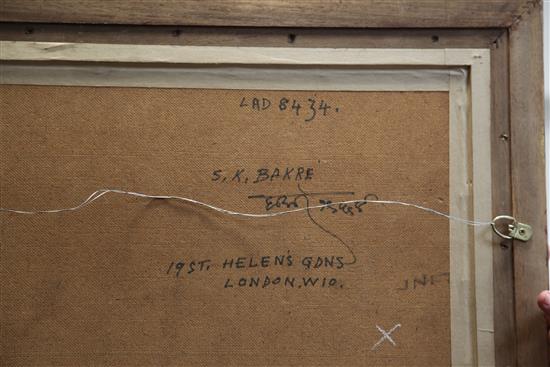 LAD 8434.
S. K. BAKRE
19 ST. HELEN'S GDNS
LONDON. W10.